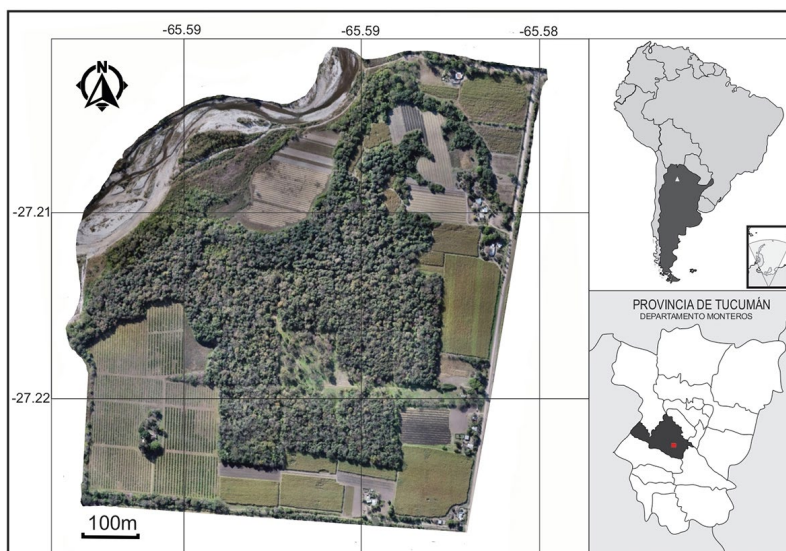 -65.59
-65.59
-65.58
N
-27.21
-27.22
100m
PROVINCIA DE TUCUMÁN
DEPARTAMENTO MONTEROS